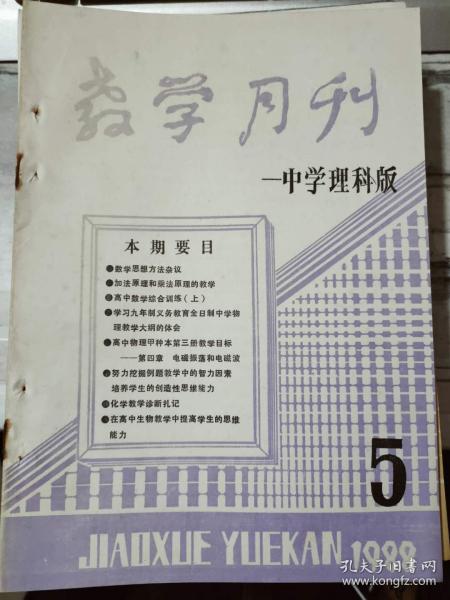 教学月刊
—中学理科版
本期要目
●数学思想方法杂议
●加法原理和乘法原理的教学
●高中数学综合训练（上）
●学习九年制义务教育全日制中学物
理教学大纲的体会
●高中物理甲种本第三册教学目标
——第四章 电磁振荡和电磁波
●努力挖掘例题教学中的智力因素
培养学生的创造性思维能力
●化学教学诊断扎记
●在高中生物教学中提高学生的思维
能力
5
JIAOXUE YUEKAN 1988
孔夫子旧书网
www.kongfz.com